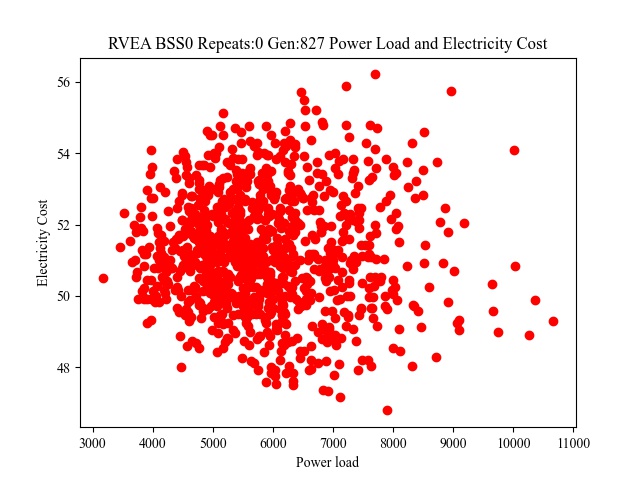 RVEA BSS0 Repeats:0 Gen:827 Power Load and Electricity Cost
56
54
52
50
48
Electricity Cost
3000 4000 5000 6000 7000 8000 9000 10000 11000
Power load